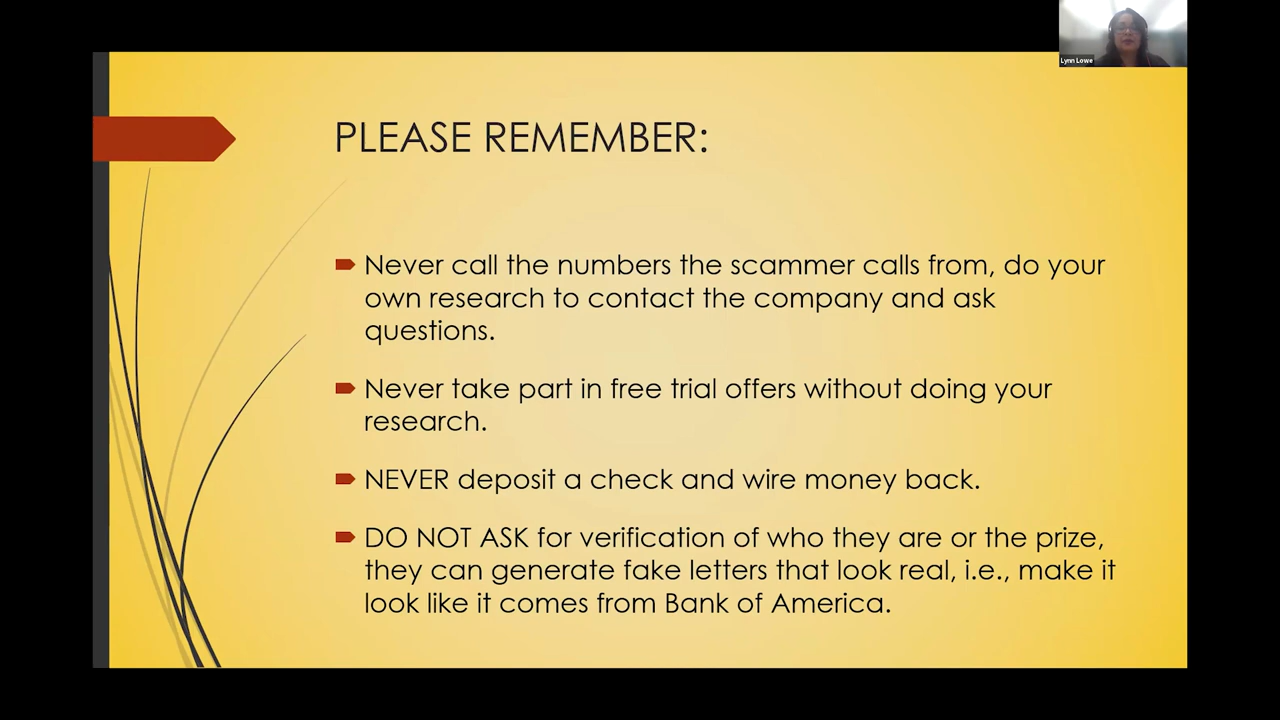 Lynn Lowe
PLEASE REMEMBER:
Never call the numbers the scammer calls from, do your
own research to contact the company and ask
questions.
Never take part in free trial offers without doing your
research.
NEVER deposit a check and wire money back.
DO NOT ASK for verification of who they are or the prize,
they can generate fake letters that look real, i.e., make it
look like it comes from Bank of America.